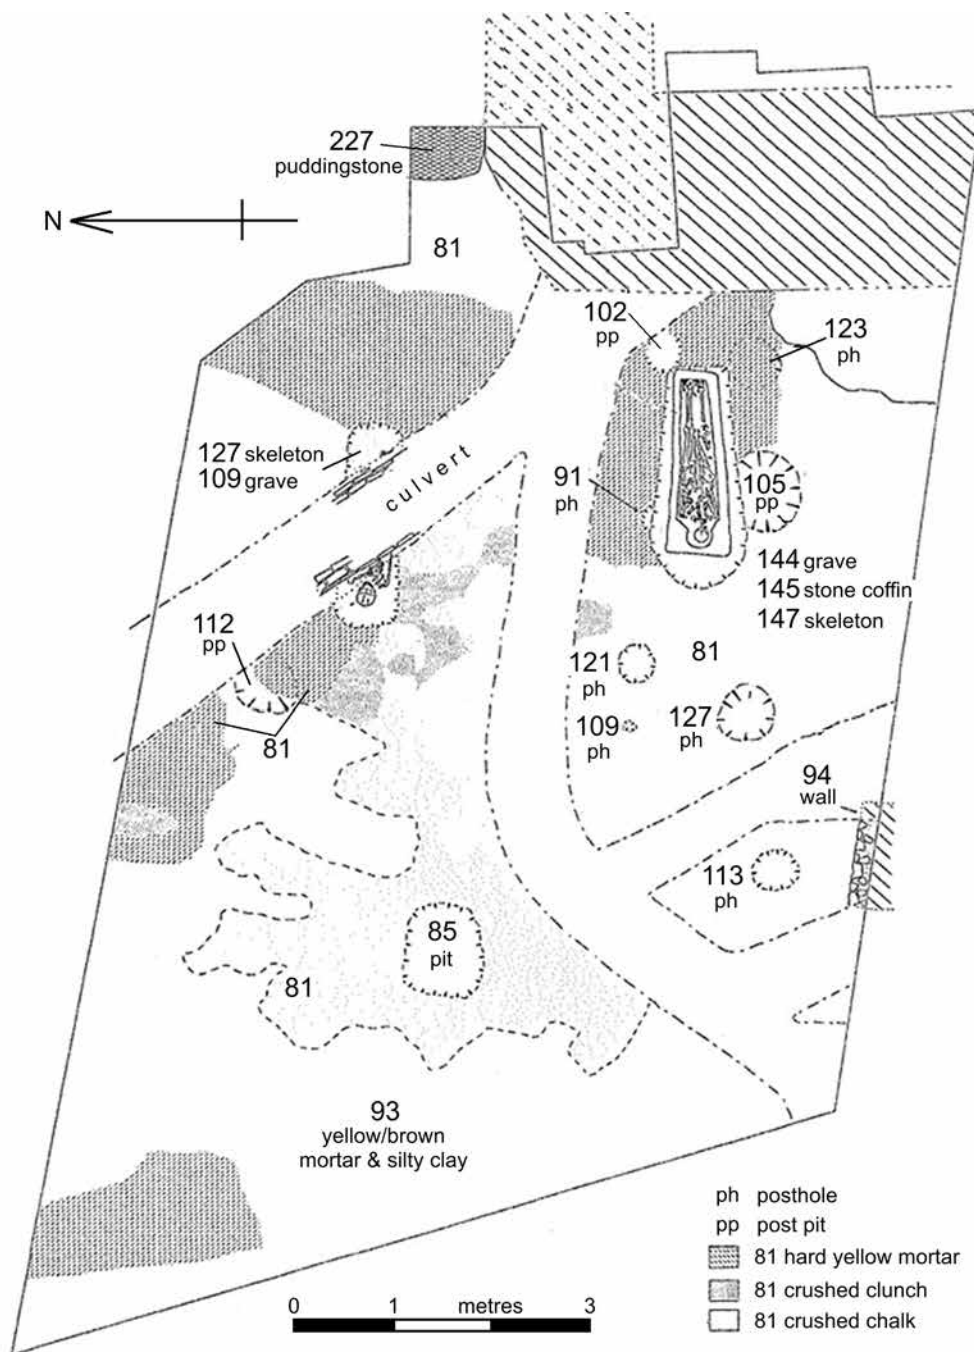 227
puddingstone
N
81
102
pp
123
ph
127 skeleton
109 grave
culvert
91
ph
105
pp
144 grave
145 stone coffin
147 skeleton
112
pp
121
ph
81
109
ph
127
ph
81
94
wall
113
ph
85
pit
81
93
yellow/brown
mortar & silty clay
ph posthole
pp post pit
81 hard yellow mortar
81 crushed clunch
81 crushed chalk
0 1 metres 3